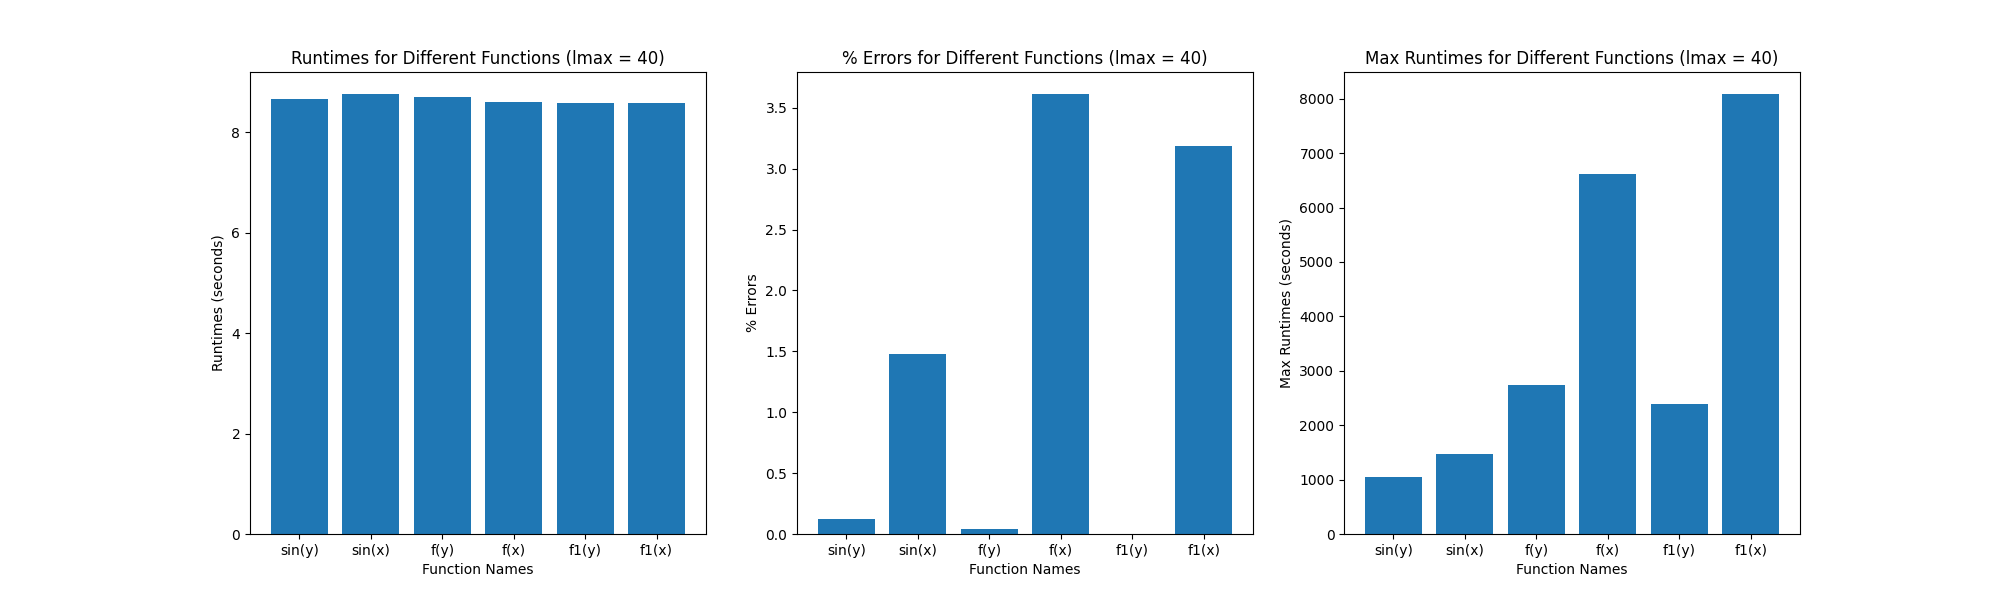 Runtimes for Different Functions (lmax = 40)
8
6
4
2
0
Runtimes (seconds)
sin(y) sin(x) f(y) f(x) f1(y) f1(x)
Function Names
% Errors for Different Functions (lmax = 40)
3.5
3.0
2.5
2.0
1.5
1.0
0.5
0.0
% Errors
sin(y) sin(x) f(y) f(x) f1(y) f1(x)
Function Names
Max Runtimes for Different Functions (lmax = 40)
8000
7000
6000
5000
4000
3000
2000
1000
0
Max Runtimes (seconds)
sin(y) sin(x) f(y) f(x) f1(y) f1(x)
Function Names